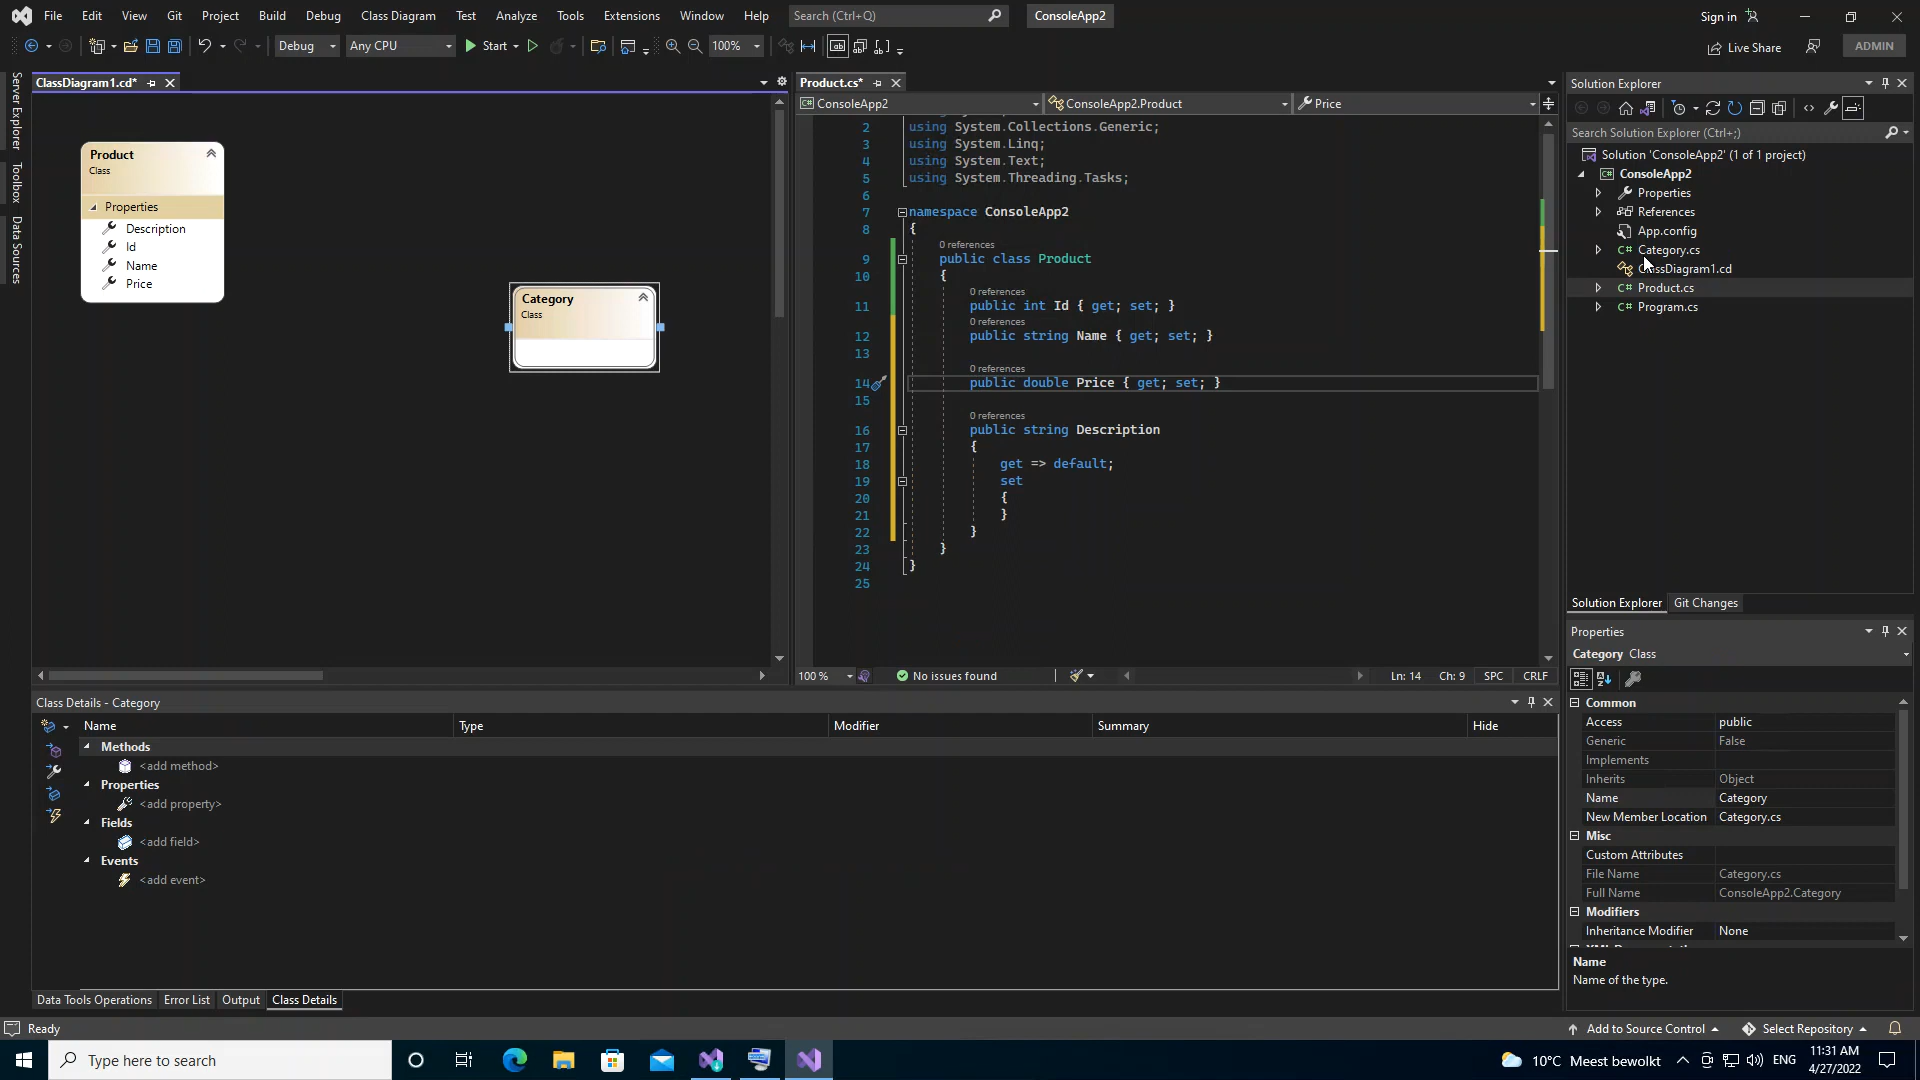 File Edit View Git Project Build Debug Class Diagram Test Analyze Tools Extensions Window Help Search (Ctrl+Q) ConsoleApp2 Sign in
Debug Any CPU Start 100% Live Share ADMIN
Server Explorer
Toolbox
Data Sources
ClassDiagram1.cd*
Product
Class
Properties
Description
Id
Name
Price
Category
Class
Product.cs*
ConsoleApp2 ConsoleApp2.Product Price
2 using System.Collections.Generic;
3 using System.Linq;
4 using System.Text;
5 using System.Threading.Tasks;
6
7 namespace ConsoleApp2
8 {
0 references
9 public class Product
10 {
0 references
11 public int Id { get; set; }
0 references
12 public string Name { get; set; }
13
0 references
14 public double Price { get; set; }
15
0 references
16 public string Description
17 {
18 get => default;
19 set
20 {
21 }
22 }
23 }
24 }
25
100 % No issues found Ln: 14 Ch: 9 SPC CRLF
Solution Explorer
Search Solution Explorer (Ctrl+;)
Solution 'ConsoleApp2' (1 of 1 project)
ConsoleApp2
Properties
References
App.config
C# Category.cs
ClassDiagram1.cd
C# Product.cs
C# Program.cs
Solution Explorer Git Changes
Properties
Category Class
Common
Access public
Generic False
Implements
Inherits Object
Name Category
New Member Location Category.cs
Misc
Custom Attributes
File Name Category.cs
Full Name ConsoleApp2.Category
Modifiers
Inheritance Modifier None
Name
Name of the type.
Class Details - Category
Name Type Modifier Summary Hide
Methods
<add method>
Properties
<add property>
Fields
<add field>
Events
<add event>
Data Tools Operations Error List Output Class Details
Ready Add to Source Control Select Repository
Type here to search 10°C Meest bewolkt ENG 11:31 AM
4/27/2022